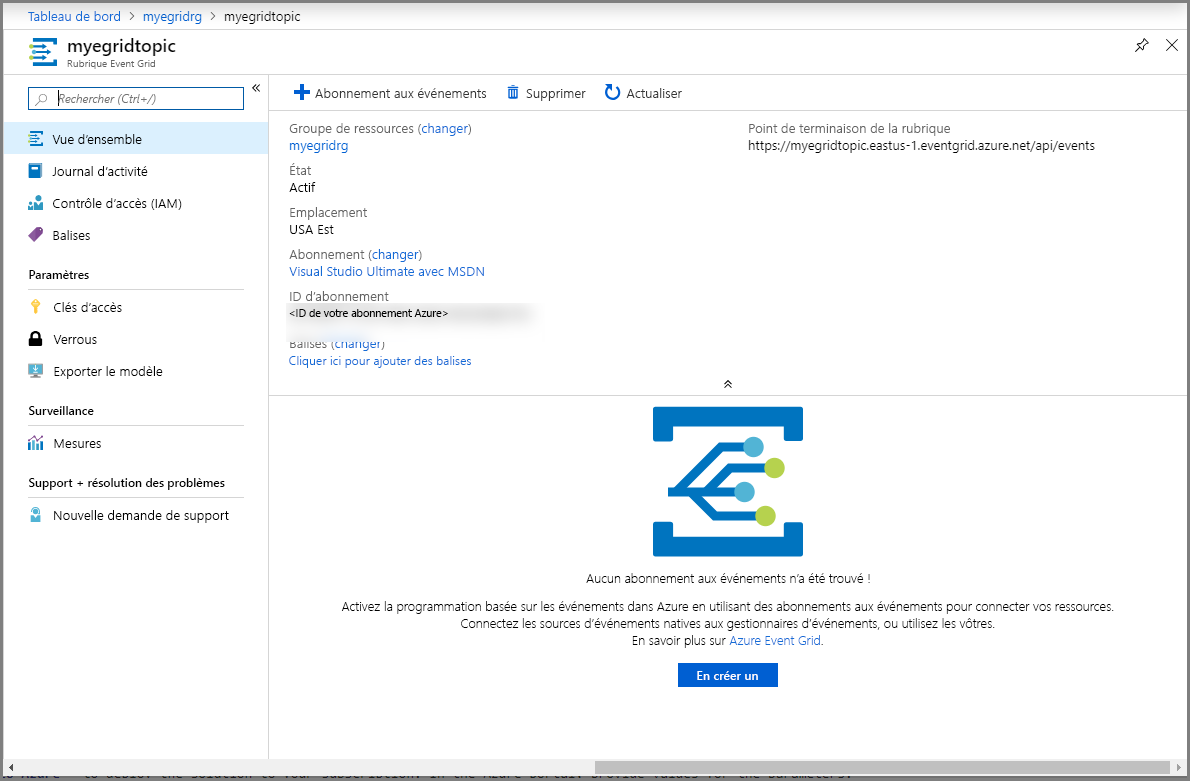 Tableau de bord > myegridrg > myegridtopic
myegridtopic
Rubrique Event Grid
Rechercher (Ctrl+/)
«
Vue d'ensemble
Journal d'activité
Contrôle d'accès (IAM)
Balises
Paramètres
Clés d'accès
Verrous
Exporter le modèle
Surveillance
Mesures
Support + résolution des problèmes
Nouvelle demande de support
Abonnement aux événements Supprimer Actualiser
Groupe de ressources (changer)
myegridrg
État
Actif
Emplacement
USA Est
Abonnement (changer)
Visual Studio Ultimate avec MSDN
ID d'abonnement
<ID de votre abonnement Azure>
Balises (changer)
Cliquer ici pour ajouter des balises
Point de terminaison de la rubrique
https://myegridtopic.eastus-1.eventgrid.azure.net/api/events
Aucun abonnement aux événements n'a été trouvé !
Activez la programmation basée sur les événements dans Azure en utilisant des abonnements aux événements pour connecter vos ressources.
Connectez les sources d'événements natives aux gestionnaires d'événements, ou utilisez les vôtres.
En savoir plus sur Azure Event Grid.
En créer un